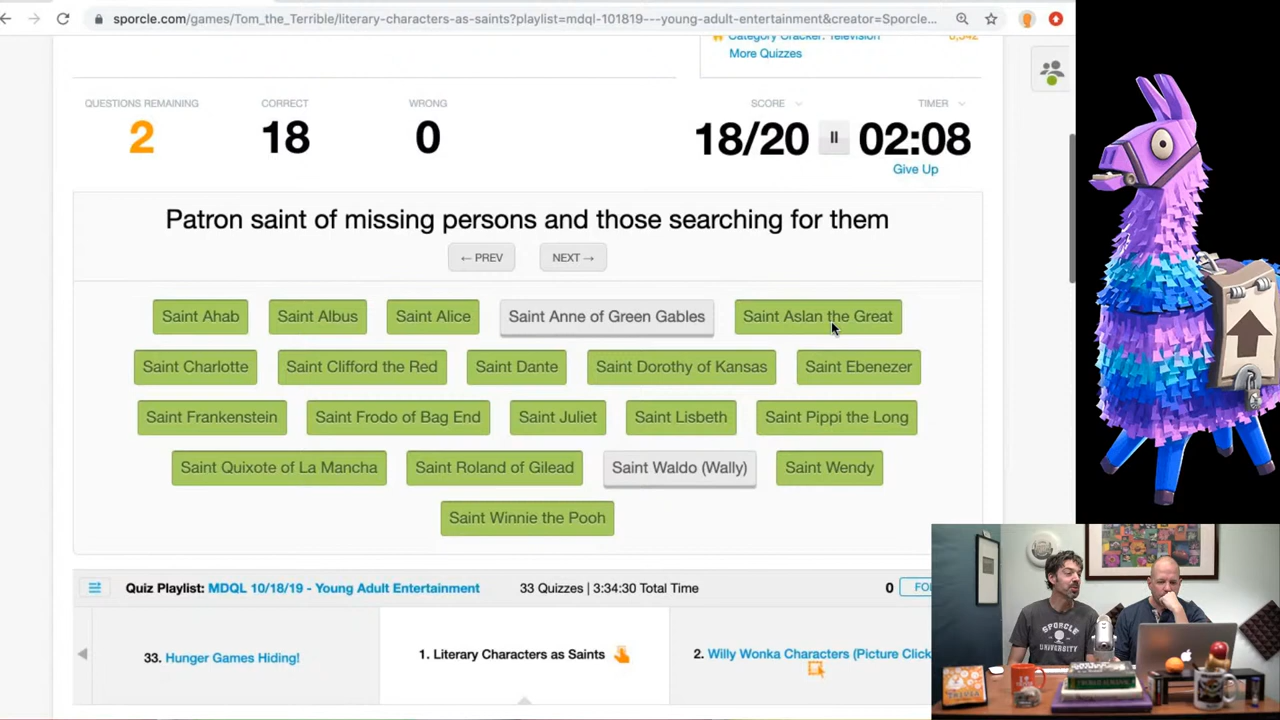 sporcle.com/games/Tom_the_Terrible/literary-characters-as-saints?playlist=mdql-101819---young-adult-entertainment&creator=Sporcle...
Category Cracker: Television
More Quizzes
QUESTIONS REMAINING
CORRECT
WRONG
SCORE
TIMER
2
18
0
18/20
02:08
Give Up
Patron saint of missing persons and those searching for them
← PREV
NEXT →
Saint Ahab
Saint Albus
Saint Alice
Saint Anne of Green Gables
Saint Aslan the Great
Saint Charlotte
Saint Clifford the Red
Saint Dante
Saint Dorothy of Kansas
Saint Ebenezer
Saint Frankenstein
Saint Frodo of Bag End
Saint Juliet
Saint Lisbeth
Saint Pippi the Long
Saint Quixote of La Mancha
Saint Roland of Gilead
Saint Waldo (Wally)
Saint Wendy
Saint Winnie the Pooh
Quiz Playlist: MDQL 10/18/19 - Young Adult Entertainment
33 Quizzes | 3:34:30 Total Time
0
33. Hunger Games Hiding!
1. Literary Characters as Saints
2. Willy Wonka Characters (Picture Click
SPORCLE
UNIVERSITY